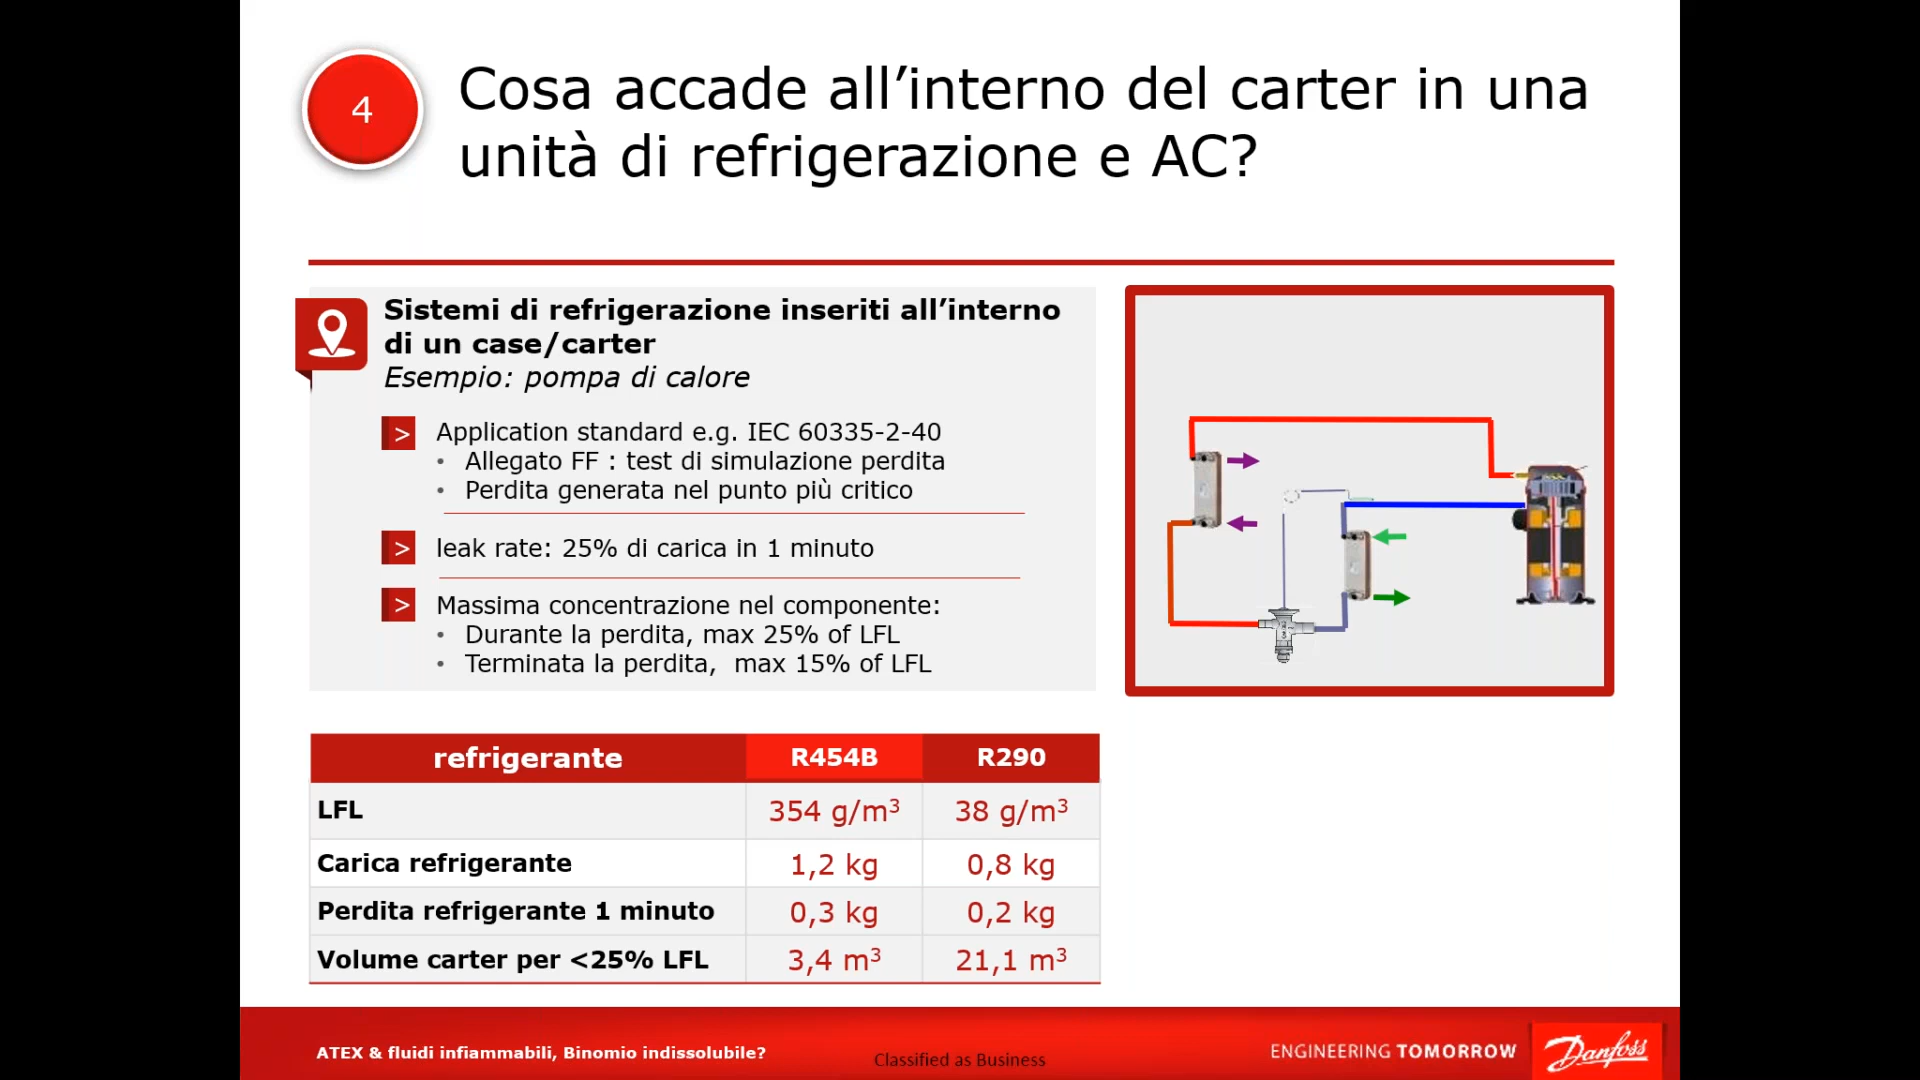 4
Cosa accade all’interno del carter in una
unità di refrigerazione e AC?
Sistemi di refrigerazione inseriti all’interno
di un case/carter
Esempio: pompa di calore
> Application standard e.g. IEC 60335-2-40
• Allegato FF : test di simulazione perdita
• Perdita generata nel punto più critico
> leak rate: 25% di carica in 1 minuto
> Massima concentrazione nel componente:
• Durante la perdita, max 25% of LFL
• Terminata la perdita,  max 15% of LFL
refrigerante R454B R290
LFL 354 g/m³ 38 g/m³
Carica refrigerante 1,2 kg 0,8 kg
Perdita refrigerante 1 minuto 0,3 kg 0,2 kg
Volume carter per <25% LFL 3,4 m³ 21,1 m³
ATEX & fluidi infiammabili, Binomio indissolubile?
Classified as Business
ENGINEERING TOMORROW
Danfoss